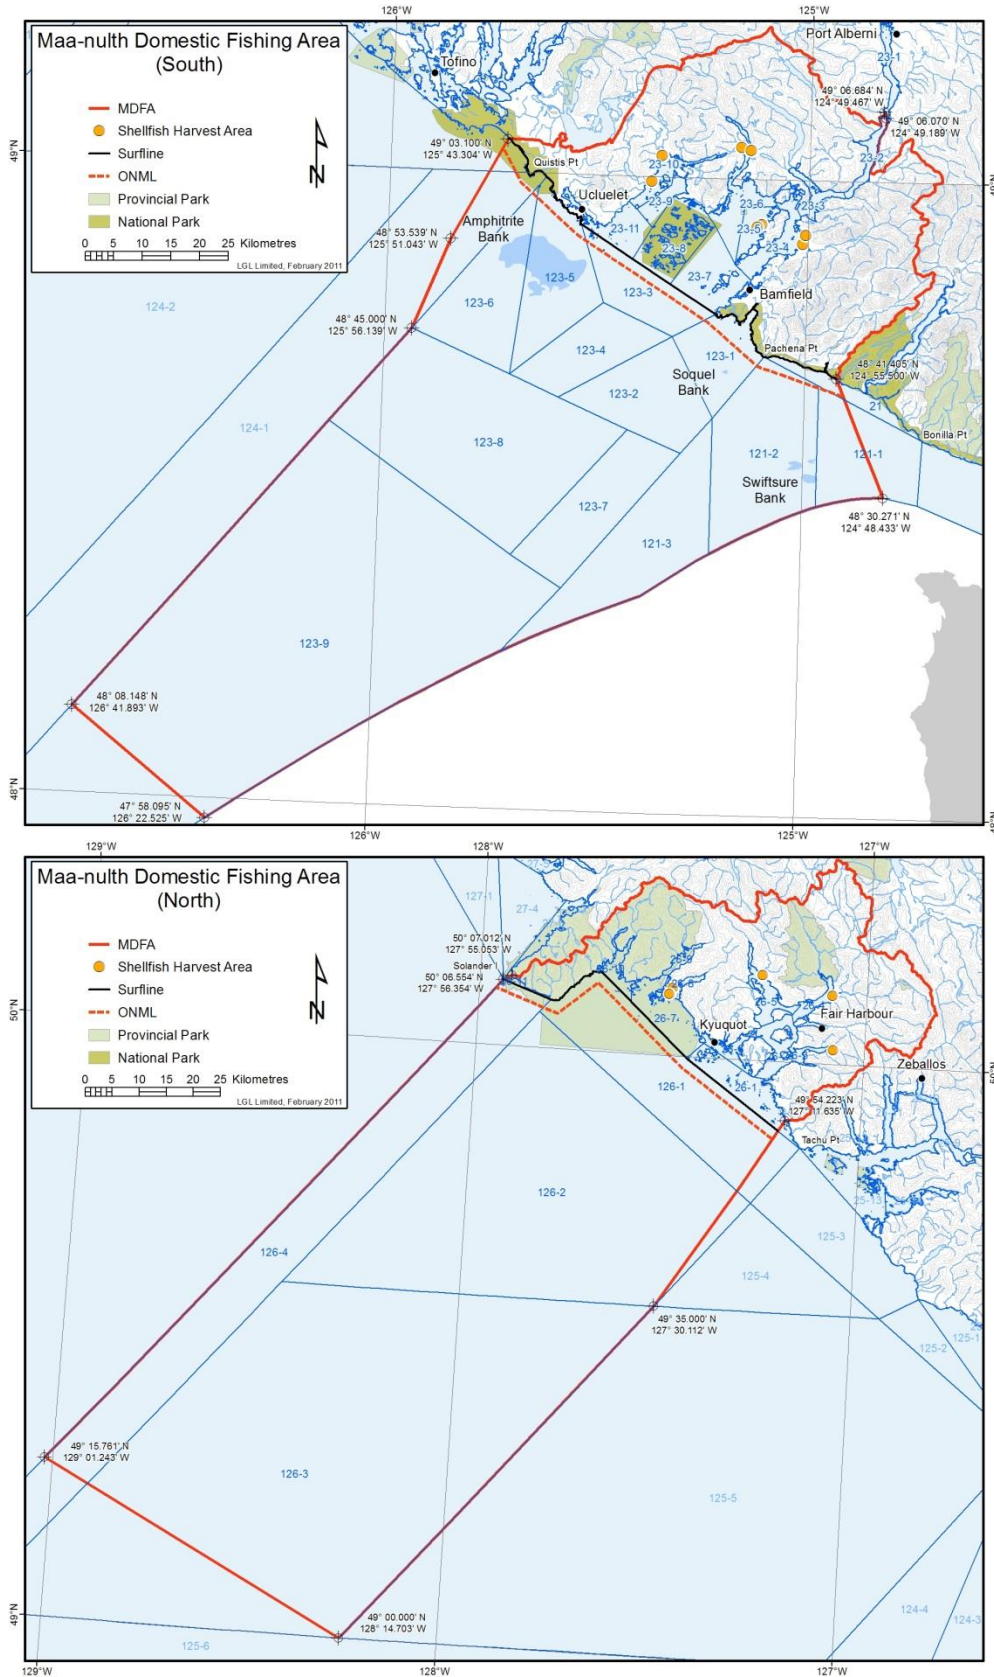 126°W
125°W
Maa-nulth Domestic Fishing Area
(South)
MDFA
Shellfish Harvest Area
Surfline
ONML
Provincial Park
National Park
0 5 10 15 20 25 Kilometres
LGL Limited, February 2011
N
Port Alberni
23-1
Tofino
49° 06.684' N
124° 49.467' W
49° 06.070' N
124° 49.189' W
49°N
49° 03.100' N
125° 43.304' W
Quistis Pt
23-10
23-2
Ucluelet
23-9
23-6
23-3
23-11
23-5
23-4
Amphitrite
Bank
48° 53.539' N
125° 51.043' W
23-8
23-7
123-5
123-3
Bamfield
124-2
123-6
48° 45.000' N
125° 56.139' W
Pachena Pt
123-4
123-1
48° 41.405' N
124° 55.500' W
Soquel
Bank
123-2
21
124-1
123-8
Bonilla Pt
121-2
121-1
Swiftsure
Bank
123-7
48° 30.271' N
124° 48.433' W
121-3
123-9
48° 08.148' N
126° 41.893' W
48°N
47° 58.095' N
126° 22.525' W
48°N
126°W
125°W
129°W
128°W
127°W
Maa-nulth Domestic Fishing Area
(North)
MDFA
Shellfish Harvest Area
Surfline
ONML
Provincial Park
National Park
0 5 10 15 20 25 Kilometres
LGL Limited, February 2011
N
127-1
27-4
50° 07.012' N
127° 55.053' W
Solander I
50° 06.554' N
127° 56.354' W
50°N
26-7
Kyuquot
Fair Harbour
Zeballos
50°N
126-1
26-1
49° 54.223' N
127° 11.635' W
Tachu Pt
25-13
126-2
125-3
126-4
125-4
49° 35.000' N
127° 30.112' W
125-1
125-2
49° 15.761' N
129° 01.243' W
126-3
125-5
49°N
49° 00.000' N
128° 14.703' W
125-6
124-4
124-3
129°W
128°W
127°W